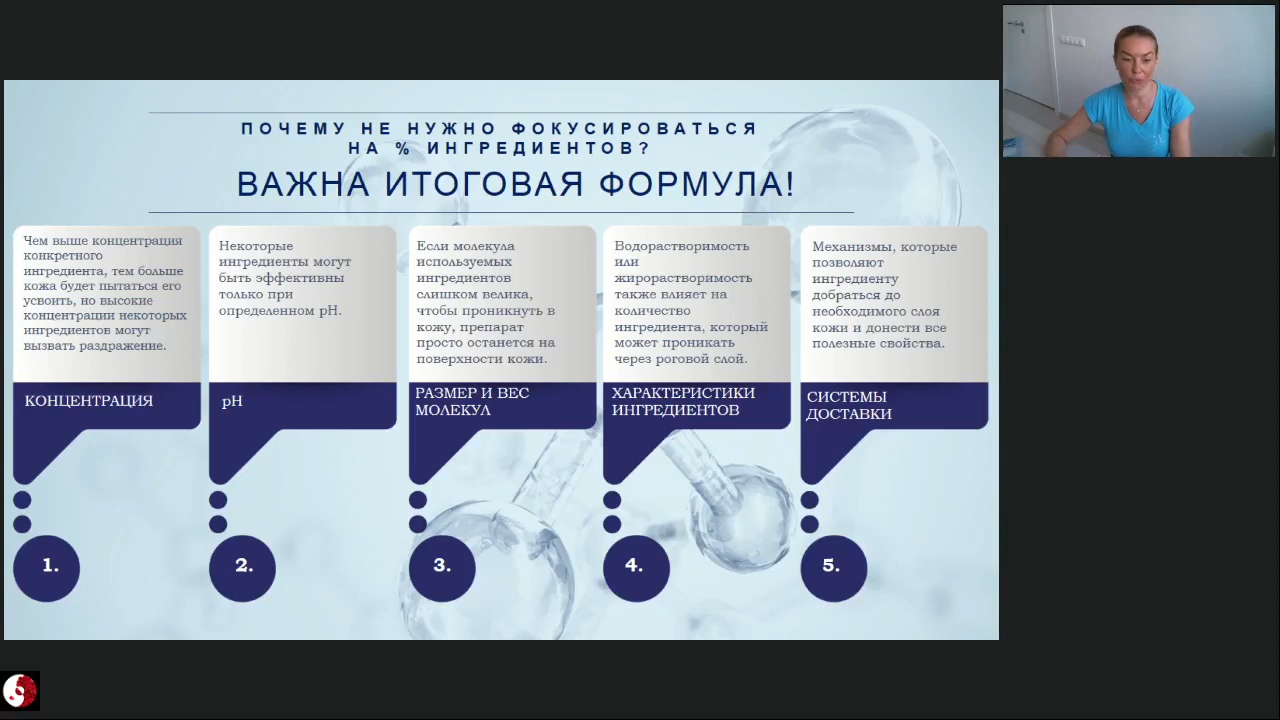 ПОЧЕМУ НЕ НУЖНО ФОКУСИРОВАТЬСЯ
НА % ИНГРЕДИЕНТОВ?
ВАЖНА ИТОГОВАЯ ФОРМУЛА!
Чем выше концентрация
конкретного
ингредиента, тем больше
кожа будет пытаться его
усвоить, но высокие
концентрации некоторых
ингредиентов могут
вызвать раздражение.
КОНЦЕНТРАЦИЯ
1.
Некоторые
ингредиенты могут
быть эффективны
только при
определенном pH.
pH
2.
Если молекула
используемых
ингредиентов
слишком велика,
чтобы проникнуть в
кожу, препарат
просто останется на
поверхности кожи.
РАЗМЕР И ВЕС
МОЛЕКУЛ
3.
Водорастворимость
или
жирорастворимость
также влияет на
количество
ингредиента, который
может проникать
через роговой слой.
ХАРАКТЕРИСТИКИ
ИНГРЕДИЕНТОВ
4.
Механизмы, которые
позволяют
ингредиенту
добраться до
необходимого слоя
кожи и донести все
полезные свойства.
СИСТЕМЫ
ДОСТАВКИ
5.